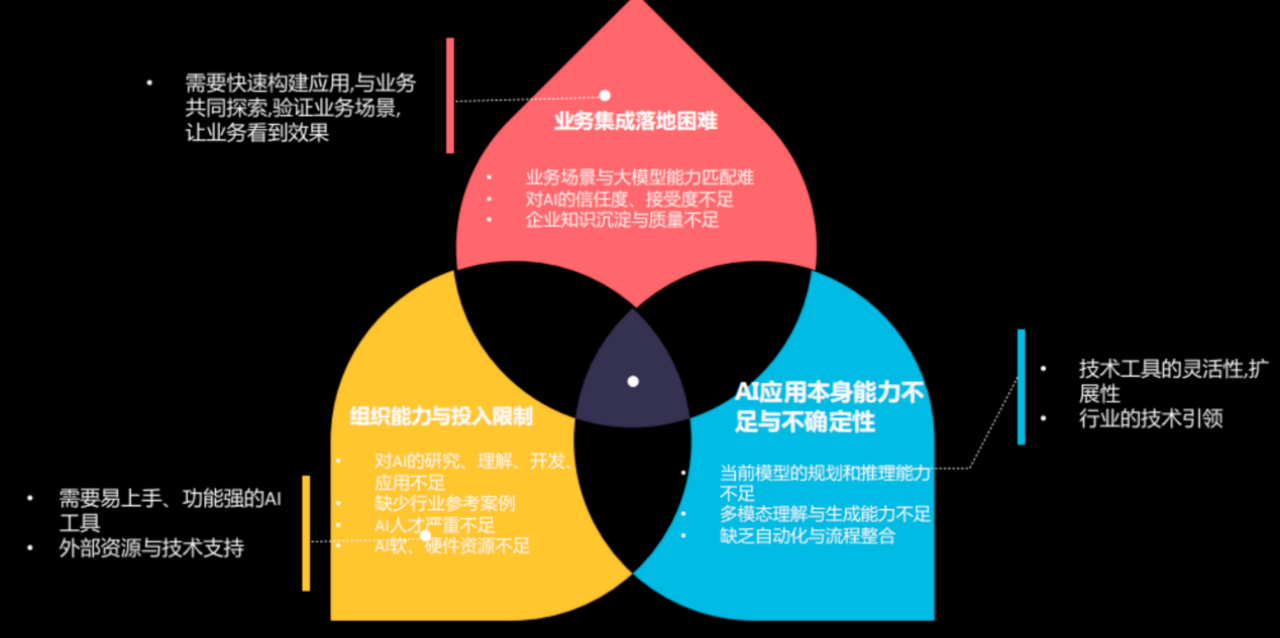 需要快速构建应用,与业务
共同探索,验证业务场景,
让业务看到效果
业务集成落地困难
业务场景与大模型能力匹配难
对AI的信任度、接受度不足
企业知识沉淀与质量不足
组织能力与投入限制
对AI的研究、理解、开发、
应用不足
缺少行业参考案例
AI人才严重不足
AI软、硬件资源不足
需要易上手、功能强的AI
工具
外部资源与技术支持
AI应用本身能力不
足与不确定性
当前模型的规划和推理能力
不足
多模态理解与生成能力不足
缺乏自动化与流程整合
技术工具的灵活性,扩
展性
行业的技术引领